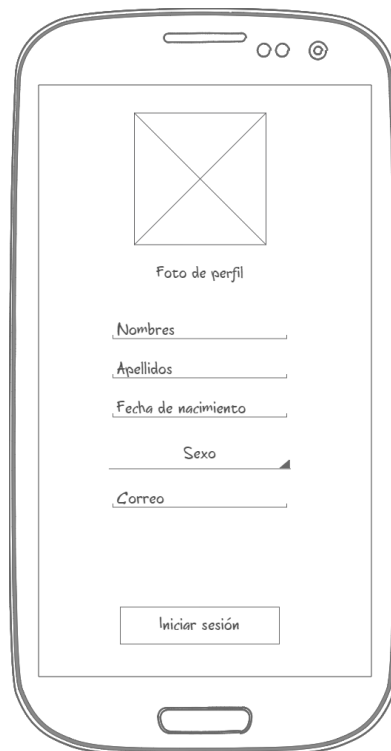 Foto de perfil
Nombres
Apellidos
Fecha de nacimiento
Sexo
Correo
Iniciar sesión